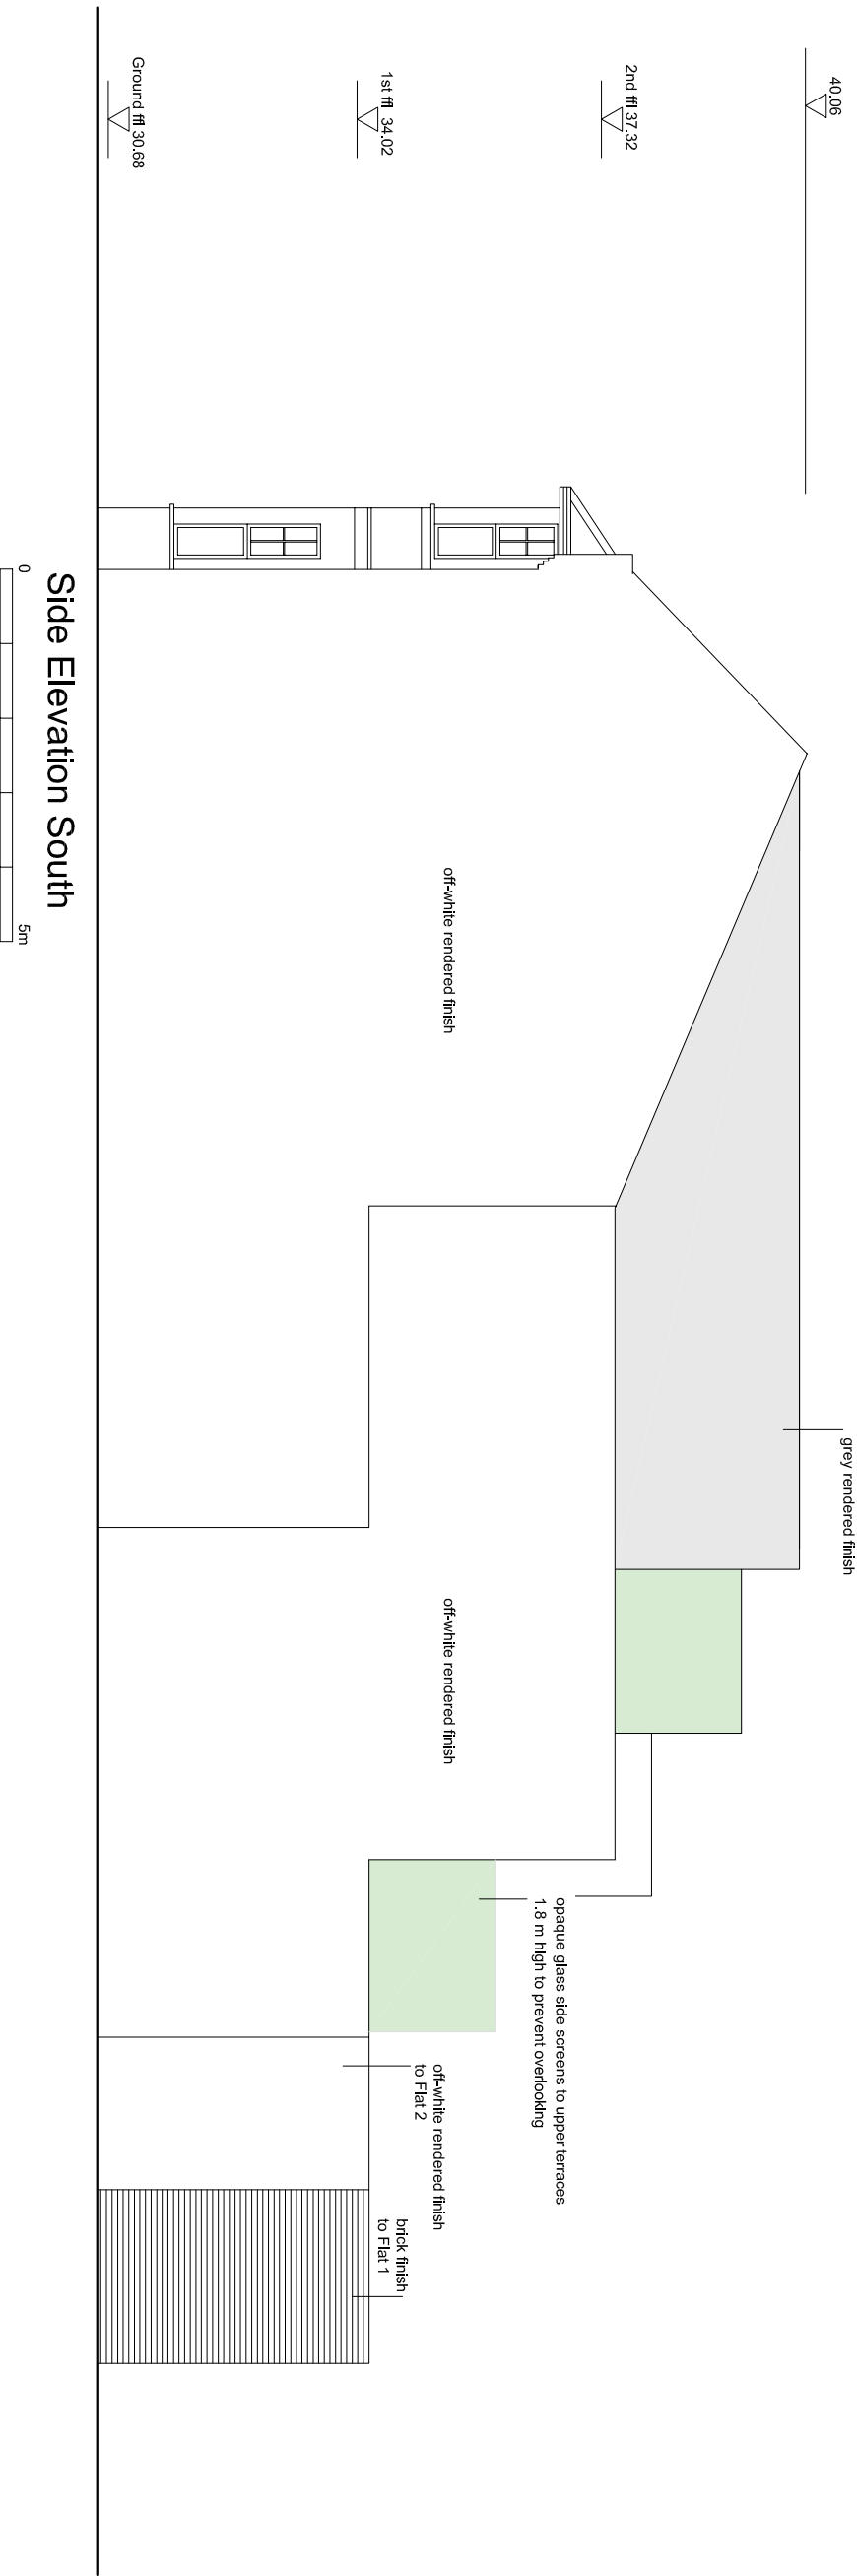 40.06
2nd ffl 37.32
1st ffl 34.02
Ground ffl 30.68
grey rendered finish
off-white rendered finish
off-white rendered finish
opaque glass side screens to upper terraces
1.8 m high to prevent overlooking
off-white rendered finish
to Flat 2
brick finish
to Flat 1
Side Elevation South
0
5m